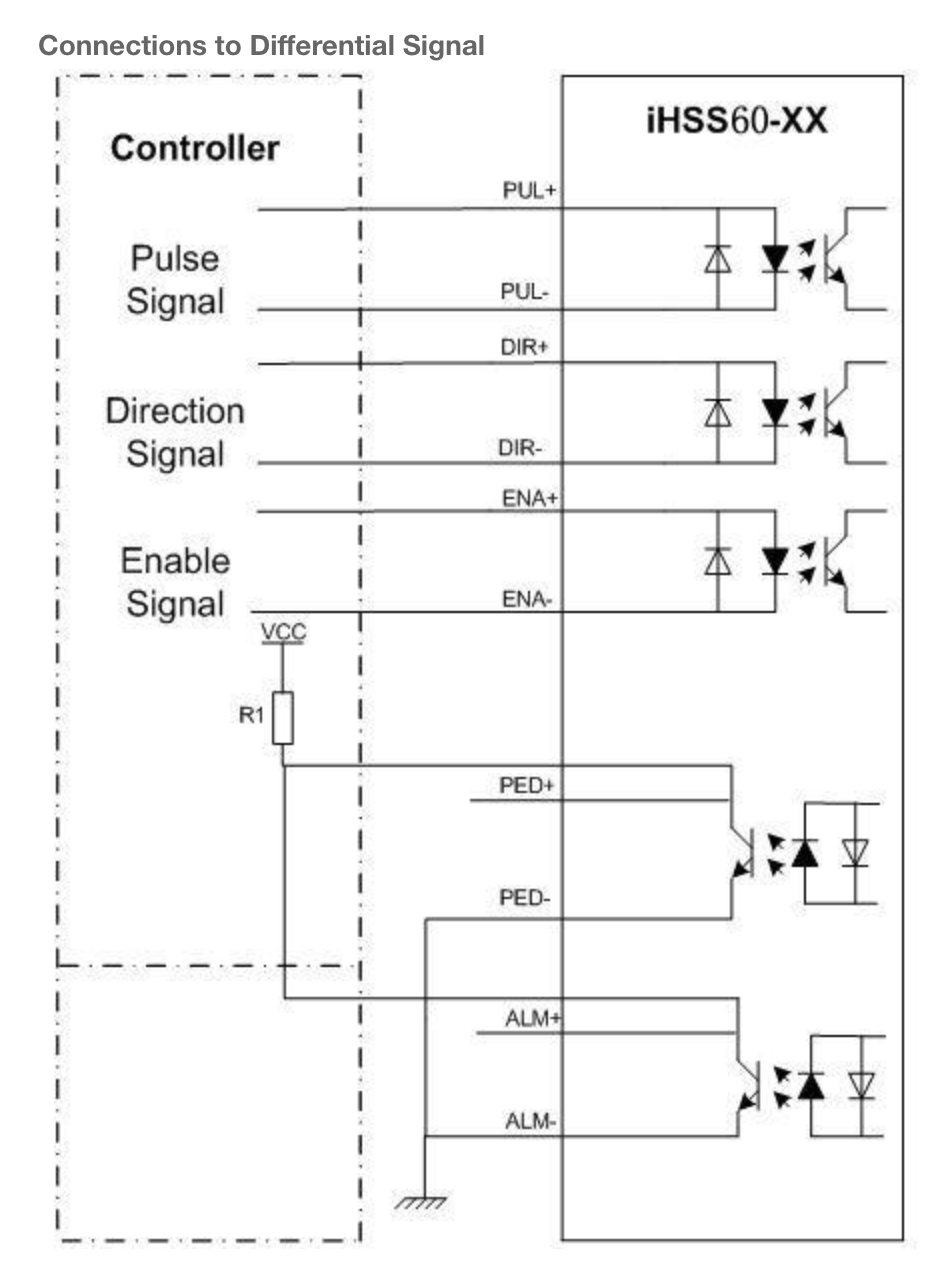 Connections to Differential Signal
iHSS60-XX
Controller
PUL+
Pulse
Signal
PUL-
DIR+
Direction
Signal
DIR-
ENA+
Enable
Signal
ENA-
VCC
R1
PED+
PED-
ALM+
ALM-